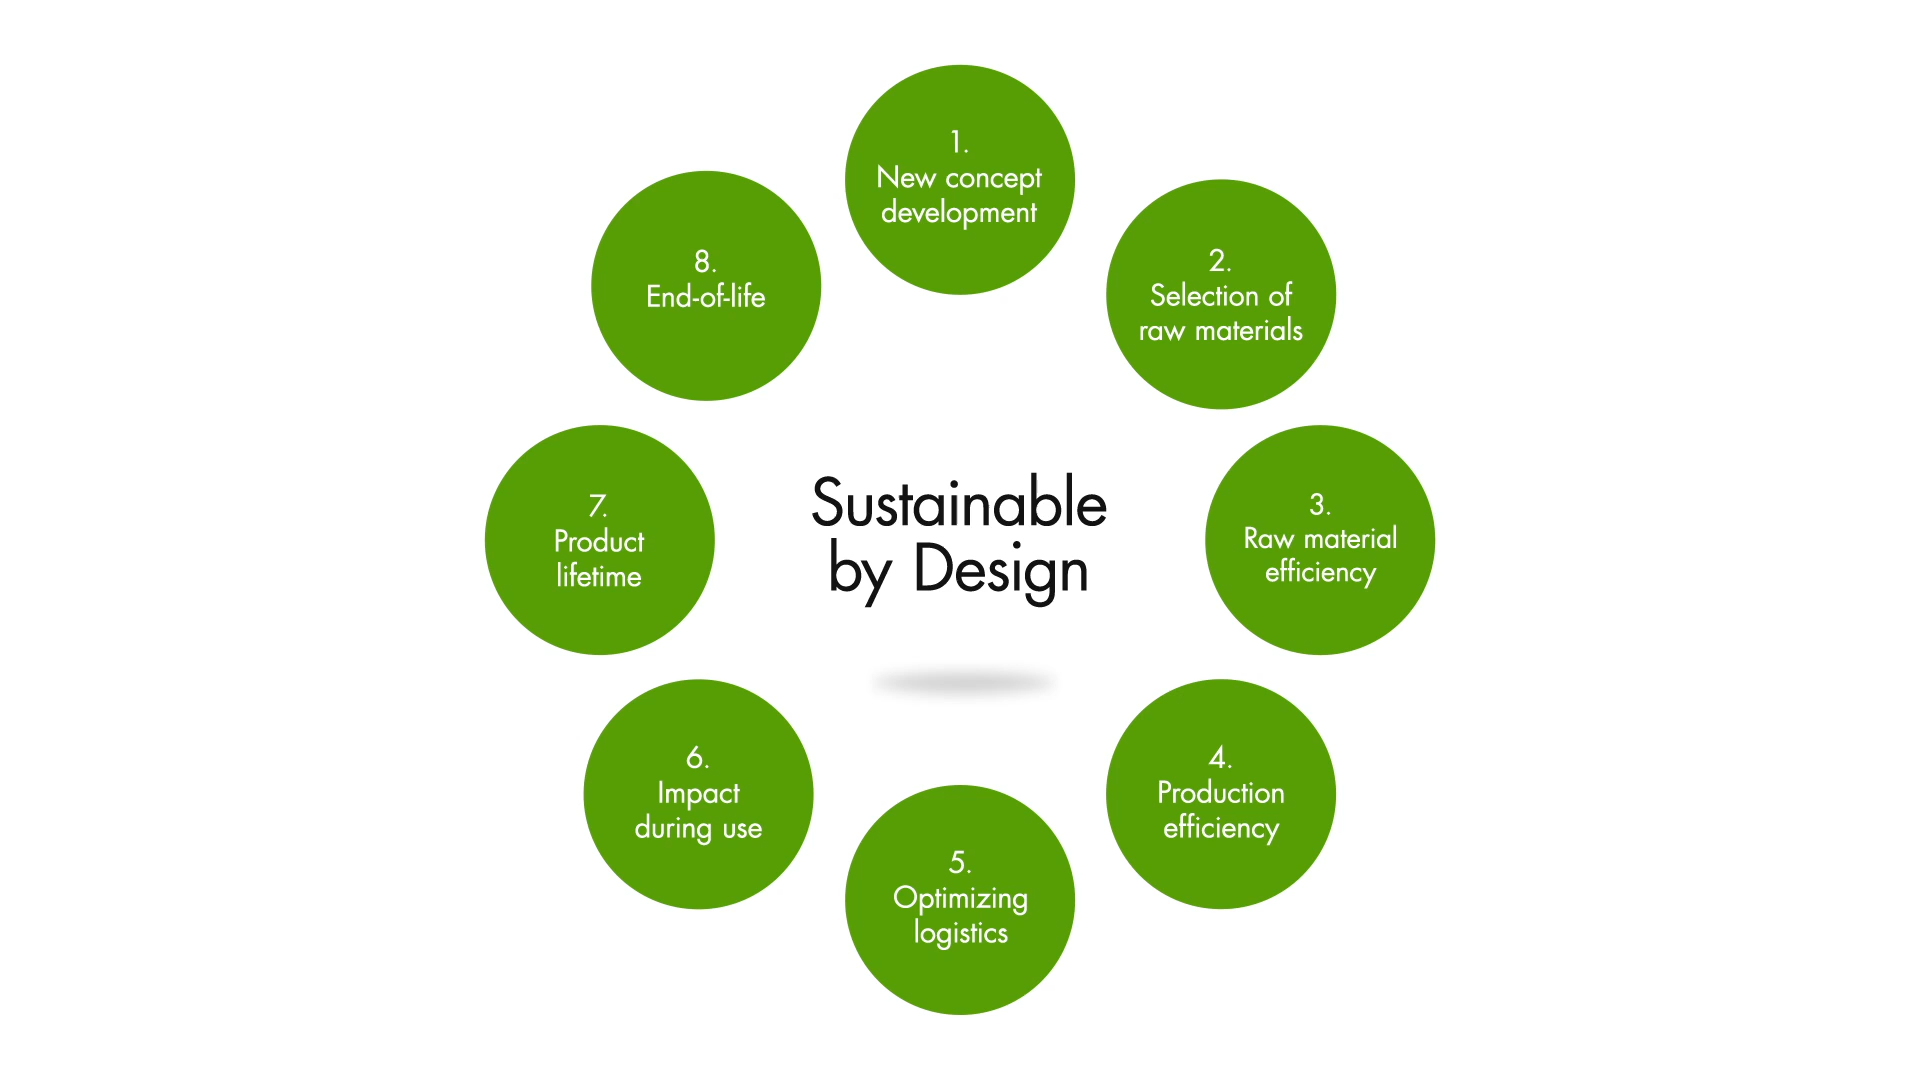 1.
New concept
development
2.
Selection of
raw materials
3.
Raw material
efficiency
4.
Production
efficiency
5.
Optimizing
logistics
6.
Impact
during use
7.
Product
lifetime
8.
End-of-life
Sustainable
by Design